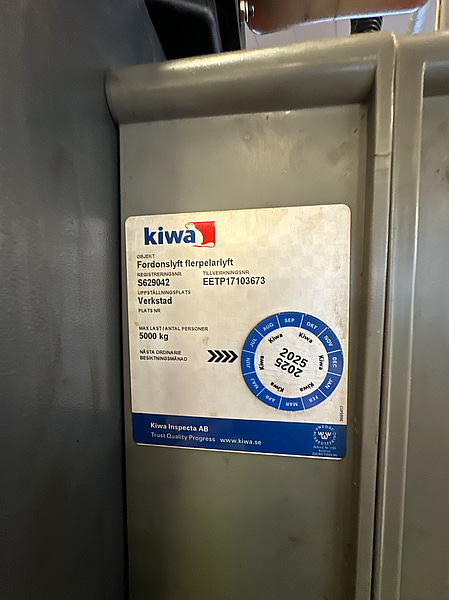 kiwa
OBJEKT
Fordonslyft flerpelarlyft
REGISTRERINGSNR TILLVERKNINGSNR
S629042 EETP17103673
UPPSTÄLLNINGSPLATS
Verkstad
PLATS NR
MAX LAST/ANTAL PERSONER
5000 kg
NÄSTA ORDINARIE
BESIKTNINGSMÅNAD
JAN FEB MAR APR MAJ JUN JUL AUG SEP OKT NOV DEC
Kiwa Kiwa Kiwa Kiwa Kiwa Kiwa
2025
2025
Kiwa Inspecta AB
Trust Quality Progress www.kiwa.se